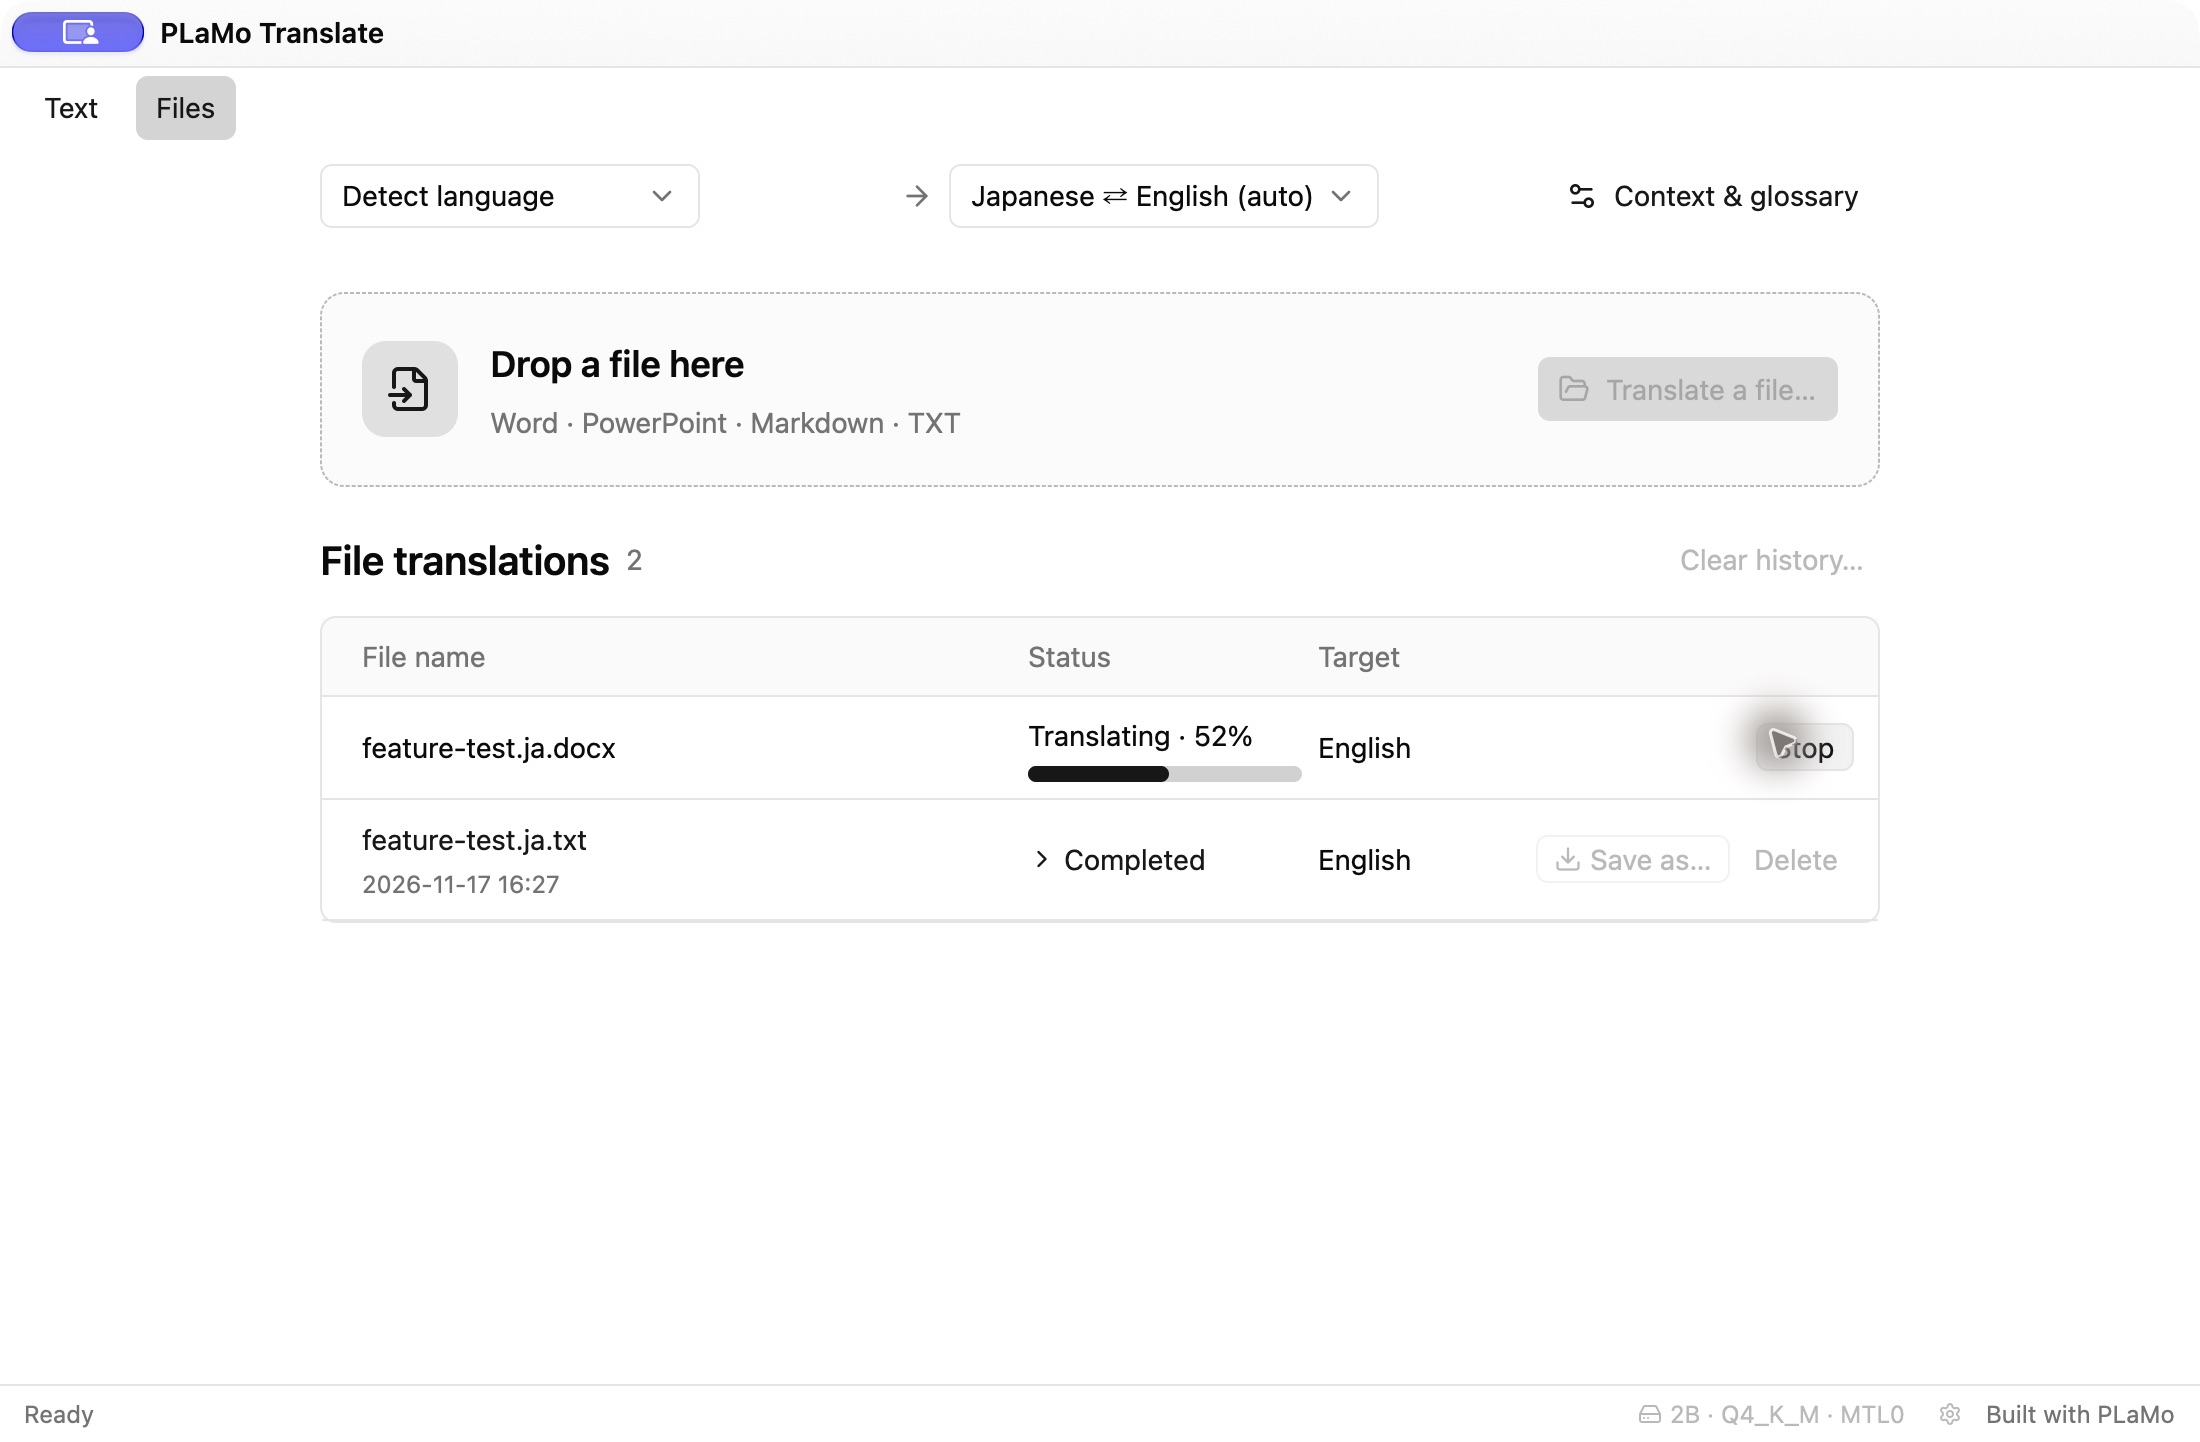 PLaMo Translate
Text
Files
Detect language
→
Japanese ⇄ English (auto)
Context & glossary
Drop a file here
Word · PowerPoint · Markdown · TXT
Translate a file...
File translations 2
Clear history...
File name
Status
Target
feature-test.ja.docx
Translating · 52%
English
Stop
feature-test.ja.txt
2026-11-17 16:27
Completed
English
Save as...
Delete
Ready
2B · Q4_K_M · MTL0
Built with PLaMo